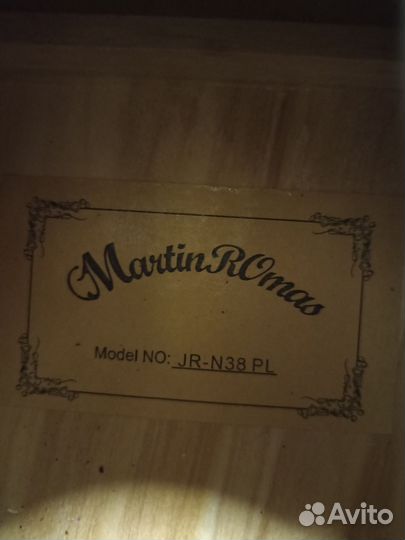 MartinROmas
Model NO: JR-N38 PL
Avito